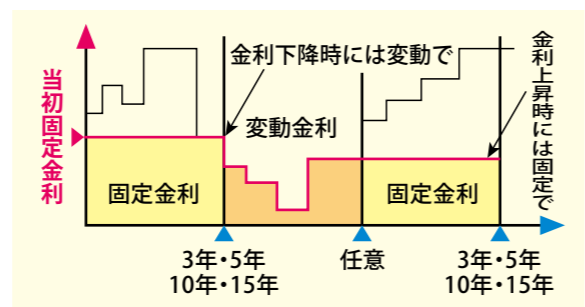 金利下降時には変動で
金利上昇時には固定で
当初固定金利
変動金利
固定金利
固定金利
3年・5年
10年・15年
任意
3年・5年
10年・15年